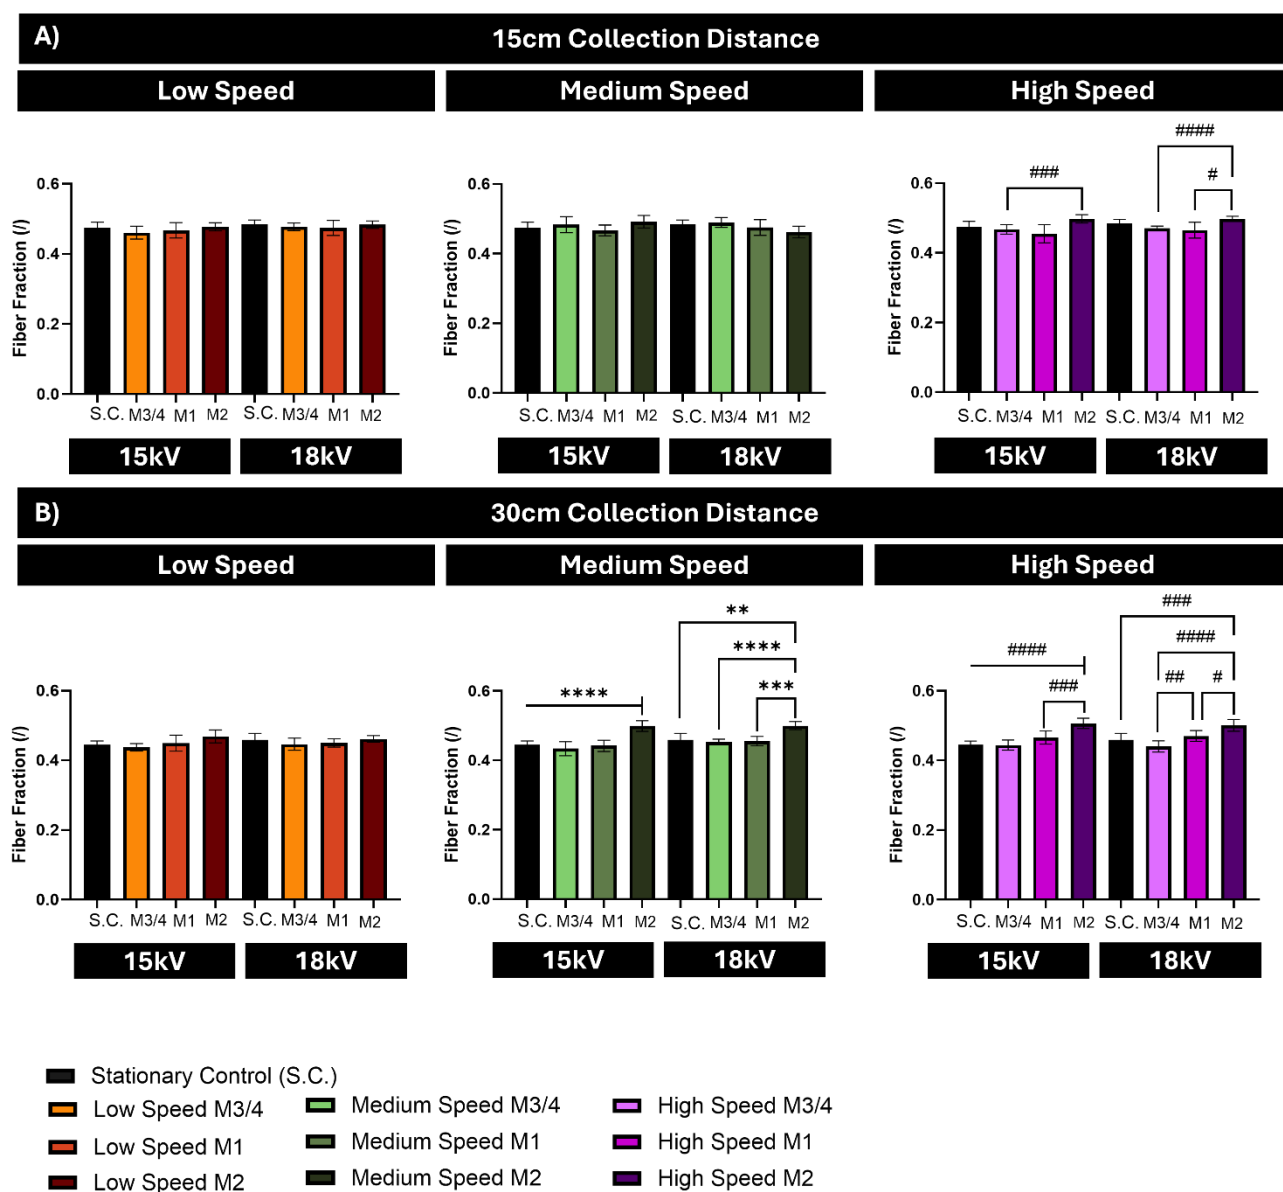 A) 15cm Collection Distance
Low Speed Medium Speed High Speed
####
###
#
0.6 0.6 0.6
0.4 0.4 0.4
0.2 0.2 0.2
0.0 0.0 0.0
Fiber Fraction (/) Fiber Fraction (/) Fiber Fraction (/)
S.C. M3/4 M1 M2 S.C. M3/4 M1 M2 S.C. M3/4 M1 M2 S.C. M3/4 M1 M2 S.C. M3/4 M1 M2 S.C. M3/4 M1 M2
15kV 18kV 15kV 18kV 15kV 18kV
B) 30cm Collection Distance
Low Speed Medium Speed High Speed
** ###
**** #### ####
**** *** ### ## #
0.6 0.6 0.6
0.4 0.4 0.4
0.2 0.2 0.2
0.0 0.0 0.0
Fiber Fraction (/) Fiber Fraction (/) Fiber Fraction (/)
S.C. M3/4 M1 M2 S.C. M3/4 M1 M2 S.C. M3/4 M1 M2 S.C. M3/4 M1 M2 S.C. M3/4 M1 M2 S.C. M3/4 M1 M2
15kV 18kV 15kV 18kV 15kV 18kV
Stationary Control (S.C.)
Low Speed M3/4 Medium Speed M3/4 High Speed M3/4
Low Speed M1 Medium Speed M1 High Speed M1
Low Speed M2 Medium Speed M2 High Speed M2